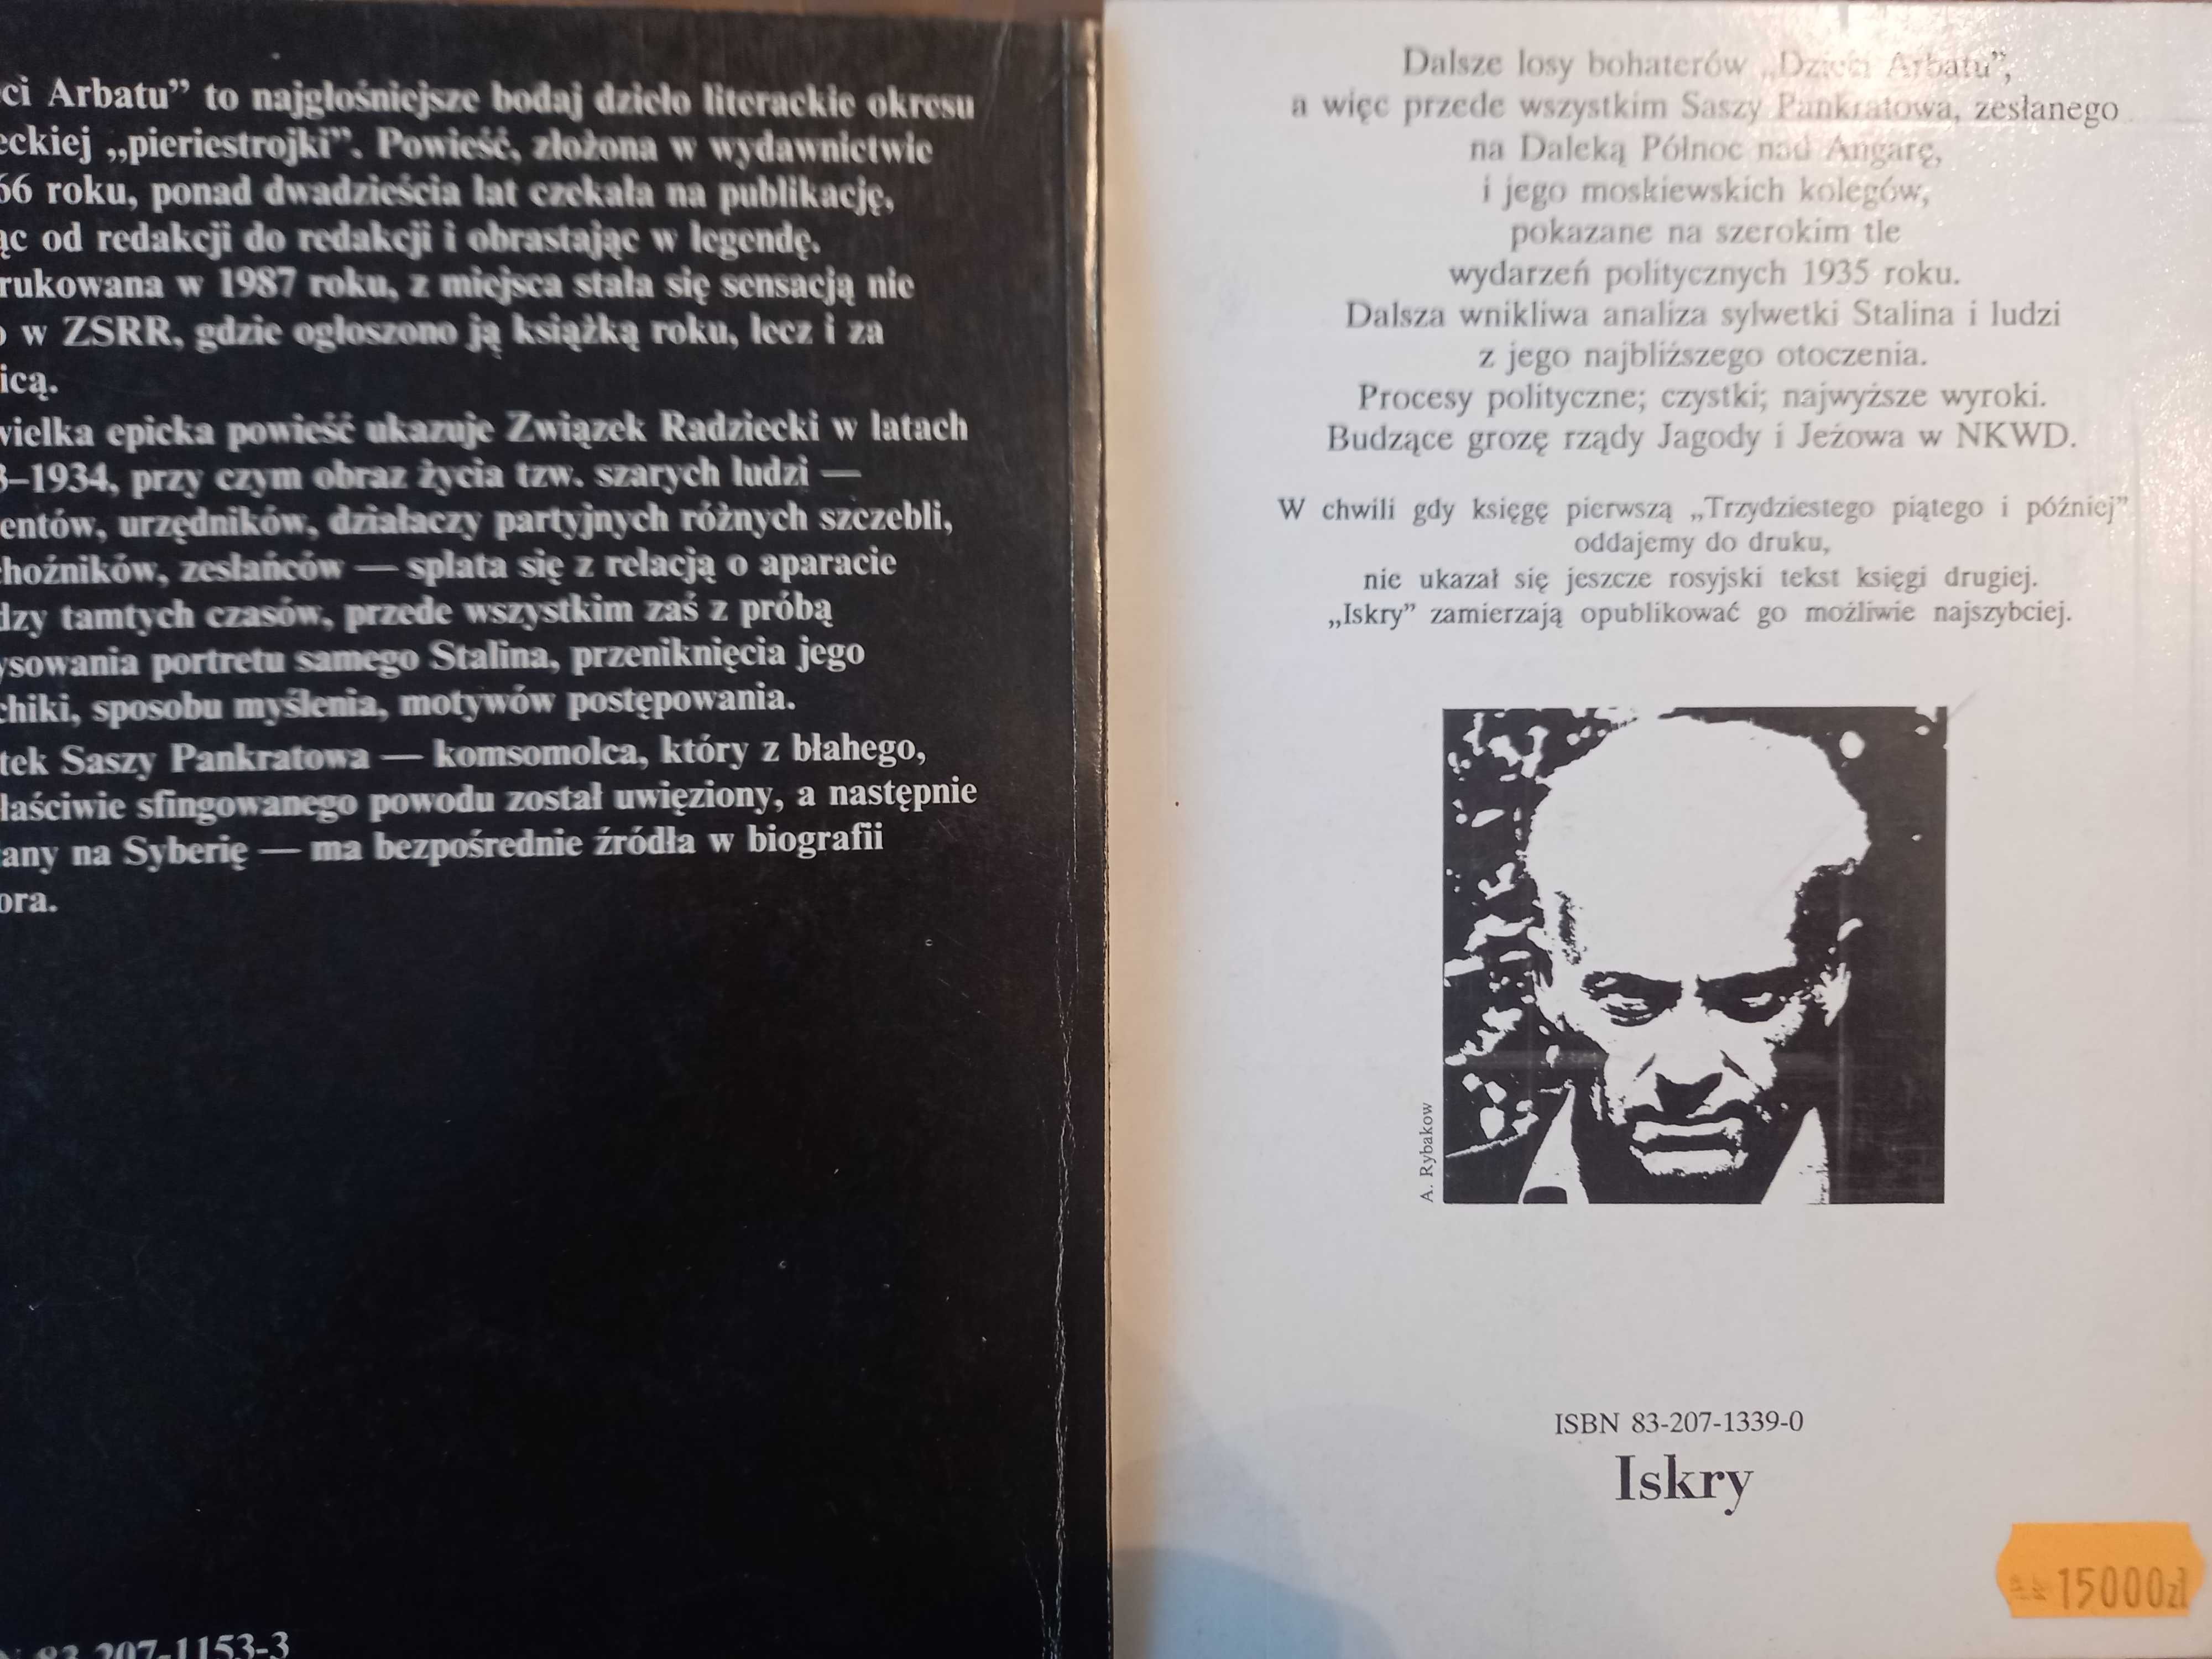 ci Arbatu” to najgłośniejsze bodaj dzieło literackie okresu
eckiej „pieriestrojki”. Powieść, złożona w wydawnictwie
66 roku, ponad dwadzieścia lat czekała na publikację,
ąc od redakcji do redakcji i obrastając w legendę.
rukowana w 1987 roku, z miejsca stała się sensacją nie
o w ZSRR, gdzie ogłoszono ją książką roku, lecz i za
icą.
wielka epicka powieść ukazuje Związek Radziecki w latach
3–1934, przy czym obraz życia tzw. szarych ludzi —
entów, urzędników, działaczy partyjnych różnych szczebli,
hoźników, zesłańców — splata się z relacją o aparacie
dzy tamtych czasów, przede wszystkim zaś z próbą
ysowania portretu samego Stalina, przeniknięcia jego
chiki, sposobu myślenia, motywów postępowania.
tek Saszy Pankratowa — komsomolca, który z błahego,
łaściwie sfingowanego powodu został uwięziony, a następnie
any na Syberię — ma bezpośrednie źródła w biografii
ora.
N 83-207-1153-3
Dalsze losy bohaterów „Dzieci Arbatu”,
a więc przede wszystkim Saszy Pankratowa, zesłanego
na Daleką Północ nad Angarę,
i jego moskiewskich kolegów,
pokazane na szerokim tle
wydarzeń politycznych 1935 roku.
Dalsza wnikliwa analiza sylwetki Stalina i ludzi
z jego najbliższego otoczenia.
Procesy polityczne; czystki; najwyższe wyroki.
Budzące grozę rządy Jagody i Jeżowa w NKWD.
W chwili gdy księgę pierwszą „Trzydziestego piątego i później”
oddajemy do druku,
nie ukazał się jeszcze rosyjski tekst księgi drugiej.
„Iskry” zamierzają opublikować go możliwie najszybciej.
A. Rybakow
ISBN 83-207-1339-0
Iskry
15000zł